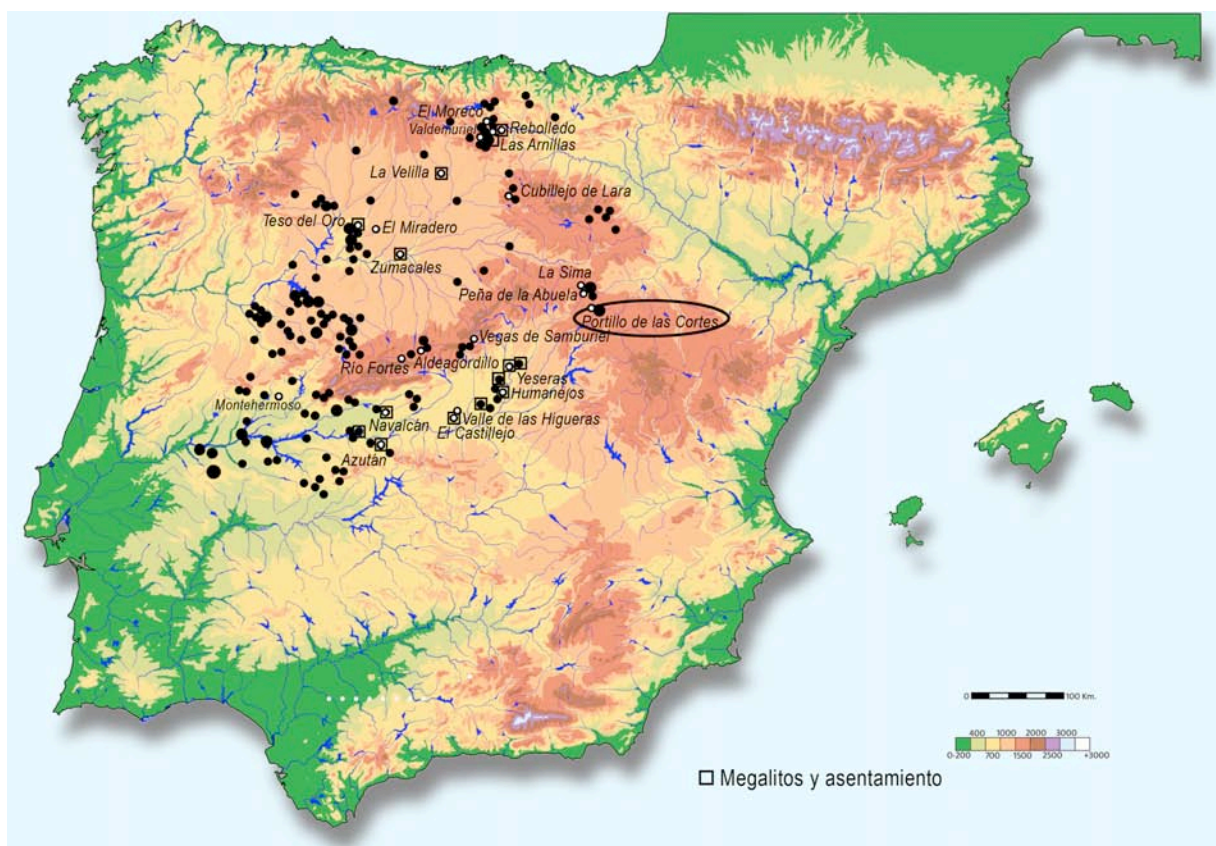 El Moreco
Valdemuriel
Rebolledo
Las Arnillas
La Velilla
Cubillejo de Lara
Teso del Oro
El Miradero
Zumacales
La Sima
Peña de la Abuela
Portillo de las Cortes
Vegas de Samburiel
Río Fortes
Aldeagordillo
Yeseras
Humanejos
Montehermoso
Navalcán
Valle de las Higueras
El Castillejo
Azután
0 100 Km.
400 1000 2000 3000
0-200 700 1500 2500 +3000
Megalitos y asentamiento